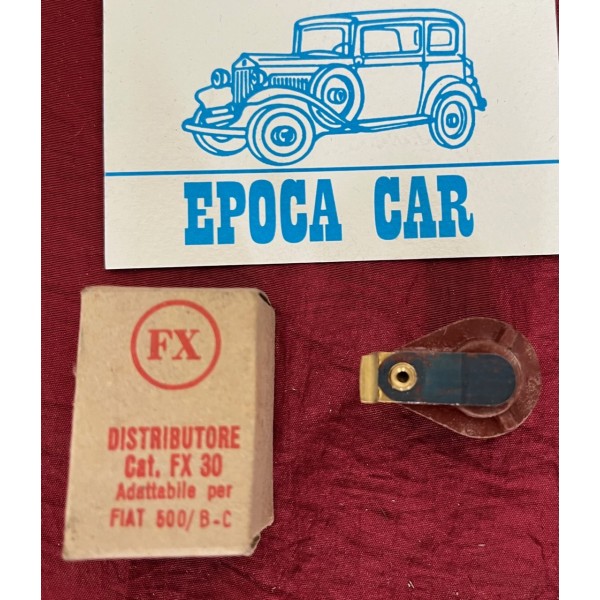 EPOCA CAR
FX
DISTRIBUTORE
Cat. FX 30
Adattabile per
FIAT 500/B-C